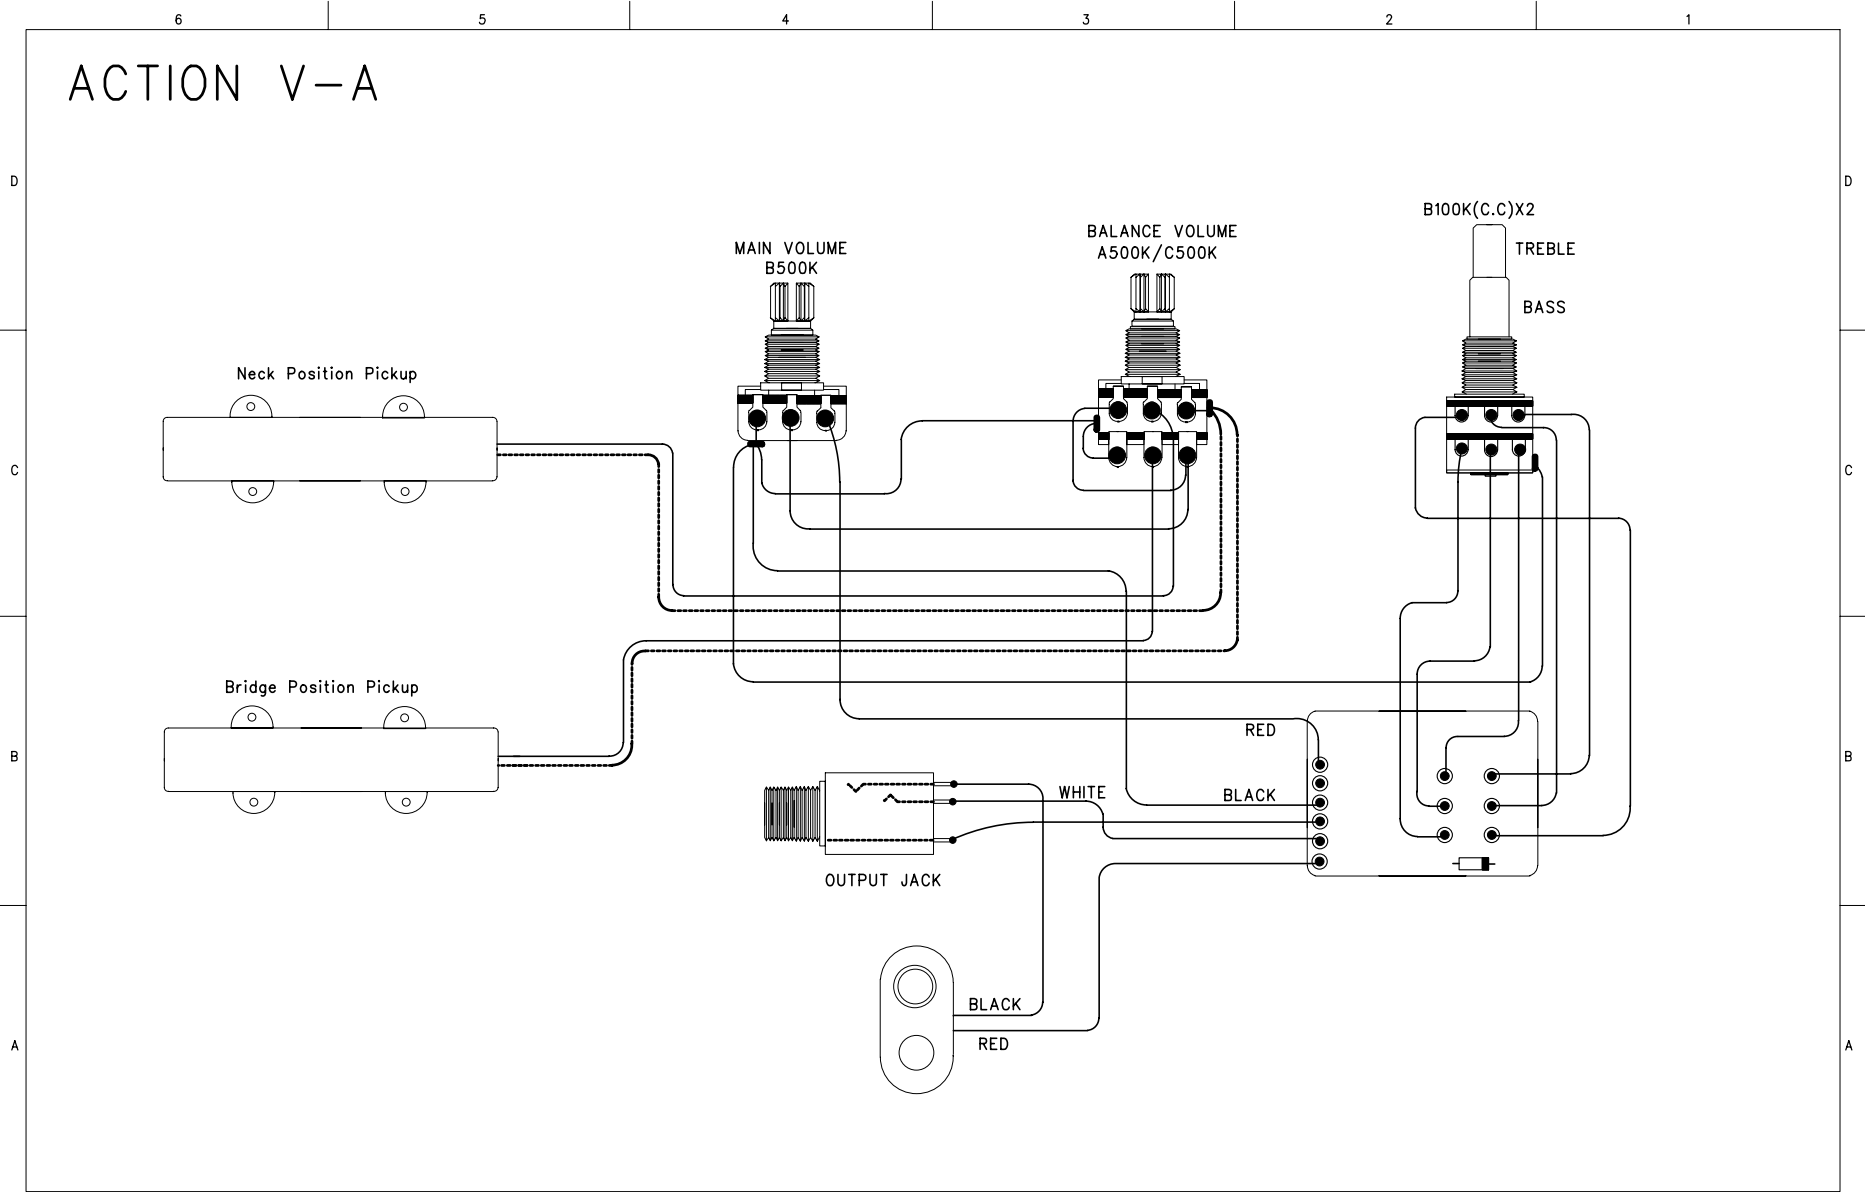 6 5 4 3 2 1
ACTION V-A
D D
B100K(C.C)X2
BALANCE VOLUME
MAIN VOLUME
A500K/C500K
TREBLE
B500K
BASS
Neck Position Pickup
C C
Bridge Position Pickup
RED
B B
WHITE
BLACK
OUTPUT JACK
BLACK
RED
A A